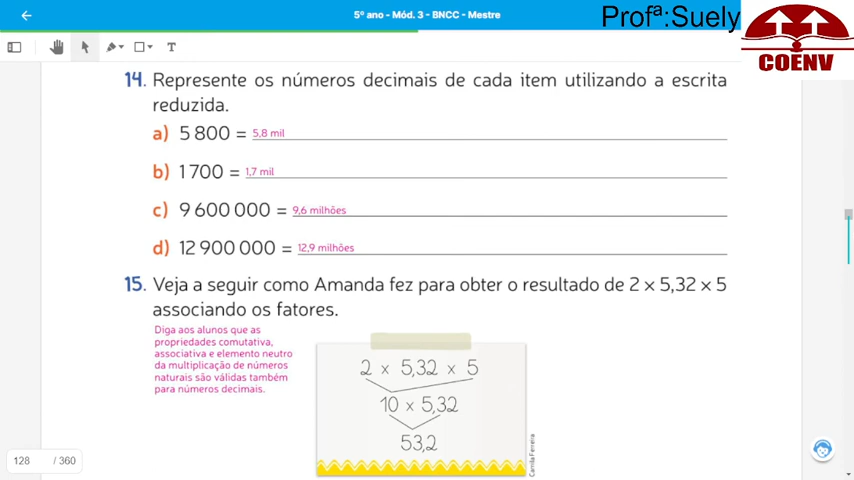 5º ano - Mód. 3 - BNCC - Mestre
Profª:Suely
COENV
T
14. Represente os números decimais de cada item utilizando a escrita
reduzida.
a) 5 800 = 5,8 mil
b) 1 700 = 1,7 mil
c) 9 600 000 = 9,6 milhões
d) 12 900 000 = 12,9 milhões
15. Veja a seguir como Amanda fez para obter o resultado de 2 x 5,32 x 5
associando os fatores.
Diga aos alunos que as
propriedades comutativa,
associativa e elemento neutro
da multiplicação de números
naturais são válidas também
para números decimais.
2 x 5,32 x 5
10 x 5,32
53,2
Camila Ferreira
128 / 360